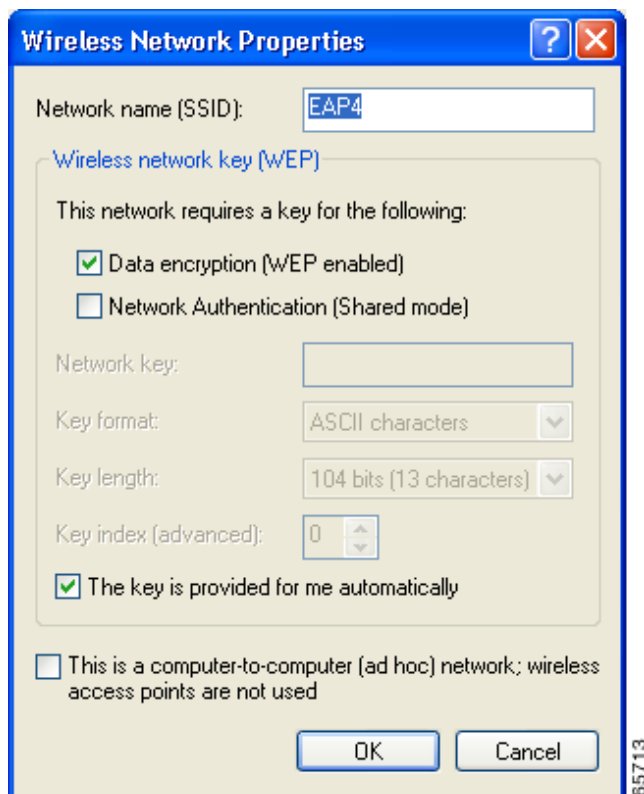 Wireless Network Properties
Network name (SSID): EAP4
Wireless network key (WEP)
This network requires a key for the following:
Data encryption (WEP enabled)
Network Authentication (Shared mode)
Network key:
Key format: ASCII characters
Key length: 104 bits (13 characters)
Key index (advanced): 0
The key is provided for me automatically
This is a computer-to-computer (ad hoc) network; wireless
access points are not used
OK Cancel
65713